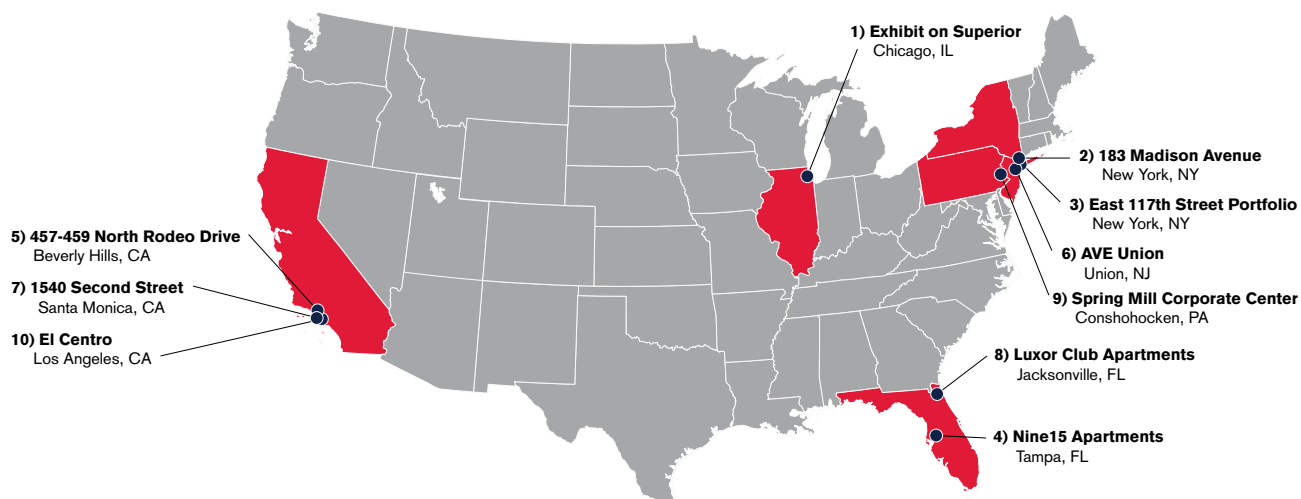 1) Exhibit on Superior
Chicago, IL
2) 183 Madison Avenue
New York, NY
3) East 117th Street Portfolio
New York, NY
5) 457-459 North Rodeo Drive
Beverly Hills, CA
6) AVE Union
Union, NJ
7) 1540 Second Street
Santa Monica, CA
9) Spring Mill Corporate Center
Conshohocken, PA
10) El Centro
Los Angeles, CA
8) Luxor Club Apartments
Jacksonville, FL
4) Nine15 Apartments
Tampa, FL